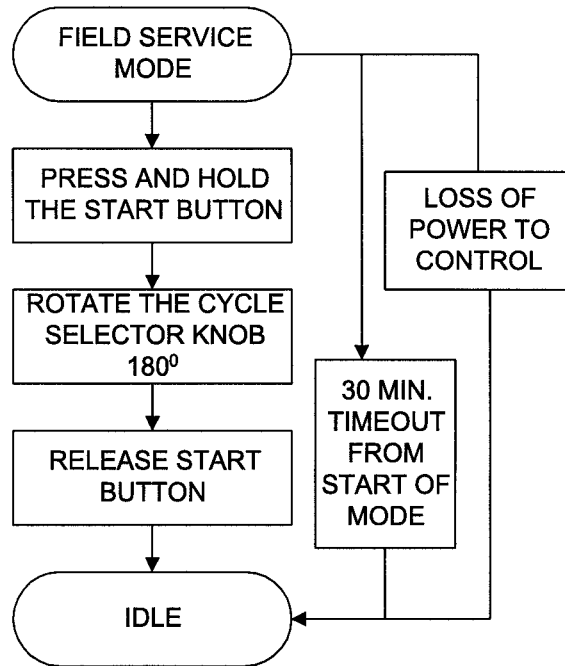 FIELD SERVICE
MODE
PRESS AND HOLD
THE START BUTTON
ROTATE THE CYCLE
SELECTOR KNOB
180⁰
RELEASE START
BUTTON
IDLE
30 MIN.
TIMEOUT
FROM
START OF
MODE
LOSS OF
POWER TO
CONTROL